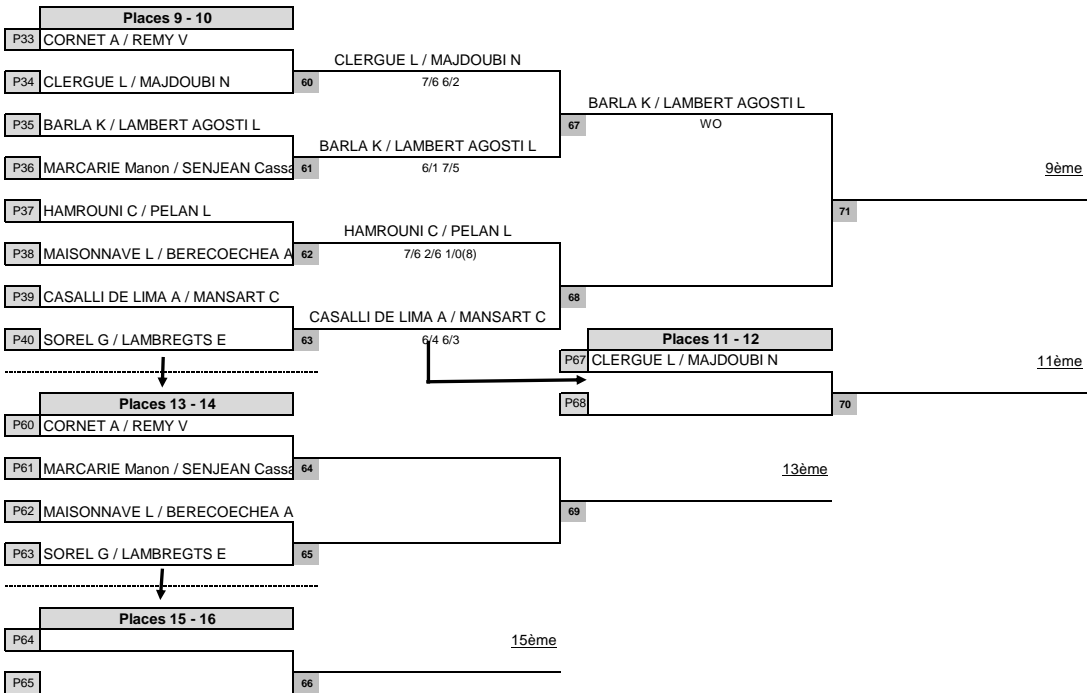 Places 9 - 10
P33 CORNET A / REMY V
CLERGUE L / MAJDOUBI N
P34 CLERGUE L / MAJDOUBI N 60 7/6 6/2
BARLA K / LAMBERT AGOSTI L
P35 BARLA K / LAMBERT AGOSTI L 67 WO
BARLA K / LAMBERT AGOSTI L
P36 MARCARIE Manon / SENJEAN Cassa 61 6/1 7/5 9ème
P37 HAMROUNI C / PELAN L 71
HAMROUNI C / PELAN L
P38 MAISONNAVE L / BERECOECHEA A 62 7/6 2/6 1/0(8)
P39 CASALLI DE LIMA A / MANSART C 68
CASALLI DE LIMA A / MANSART C
P40 SOREL G / LAMBREGTS E 63 6/4 6/3 Places 11 - 12
P67 CLERGUE L / MAJDOUBI N 11ème
Places 13 - 14 P68 70
P60 CORNET A / REMY V
P61 MARCARIE Manon / SENJEAN Cassa 64 13ème
P62 MAISONNAVE L / BERECOECHEA A 69
P63 SOREL G / LAMBREGTS E 65
Places 15 - 16
P64 15ème
P65 66